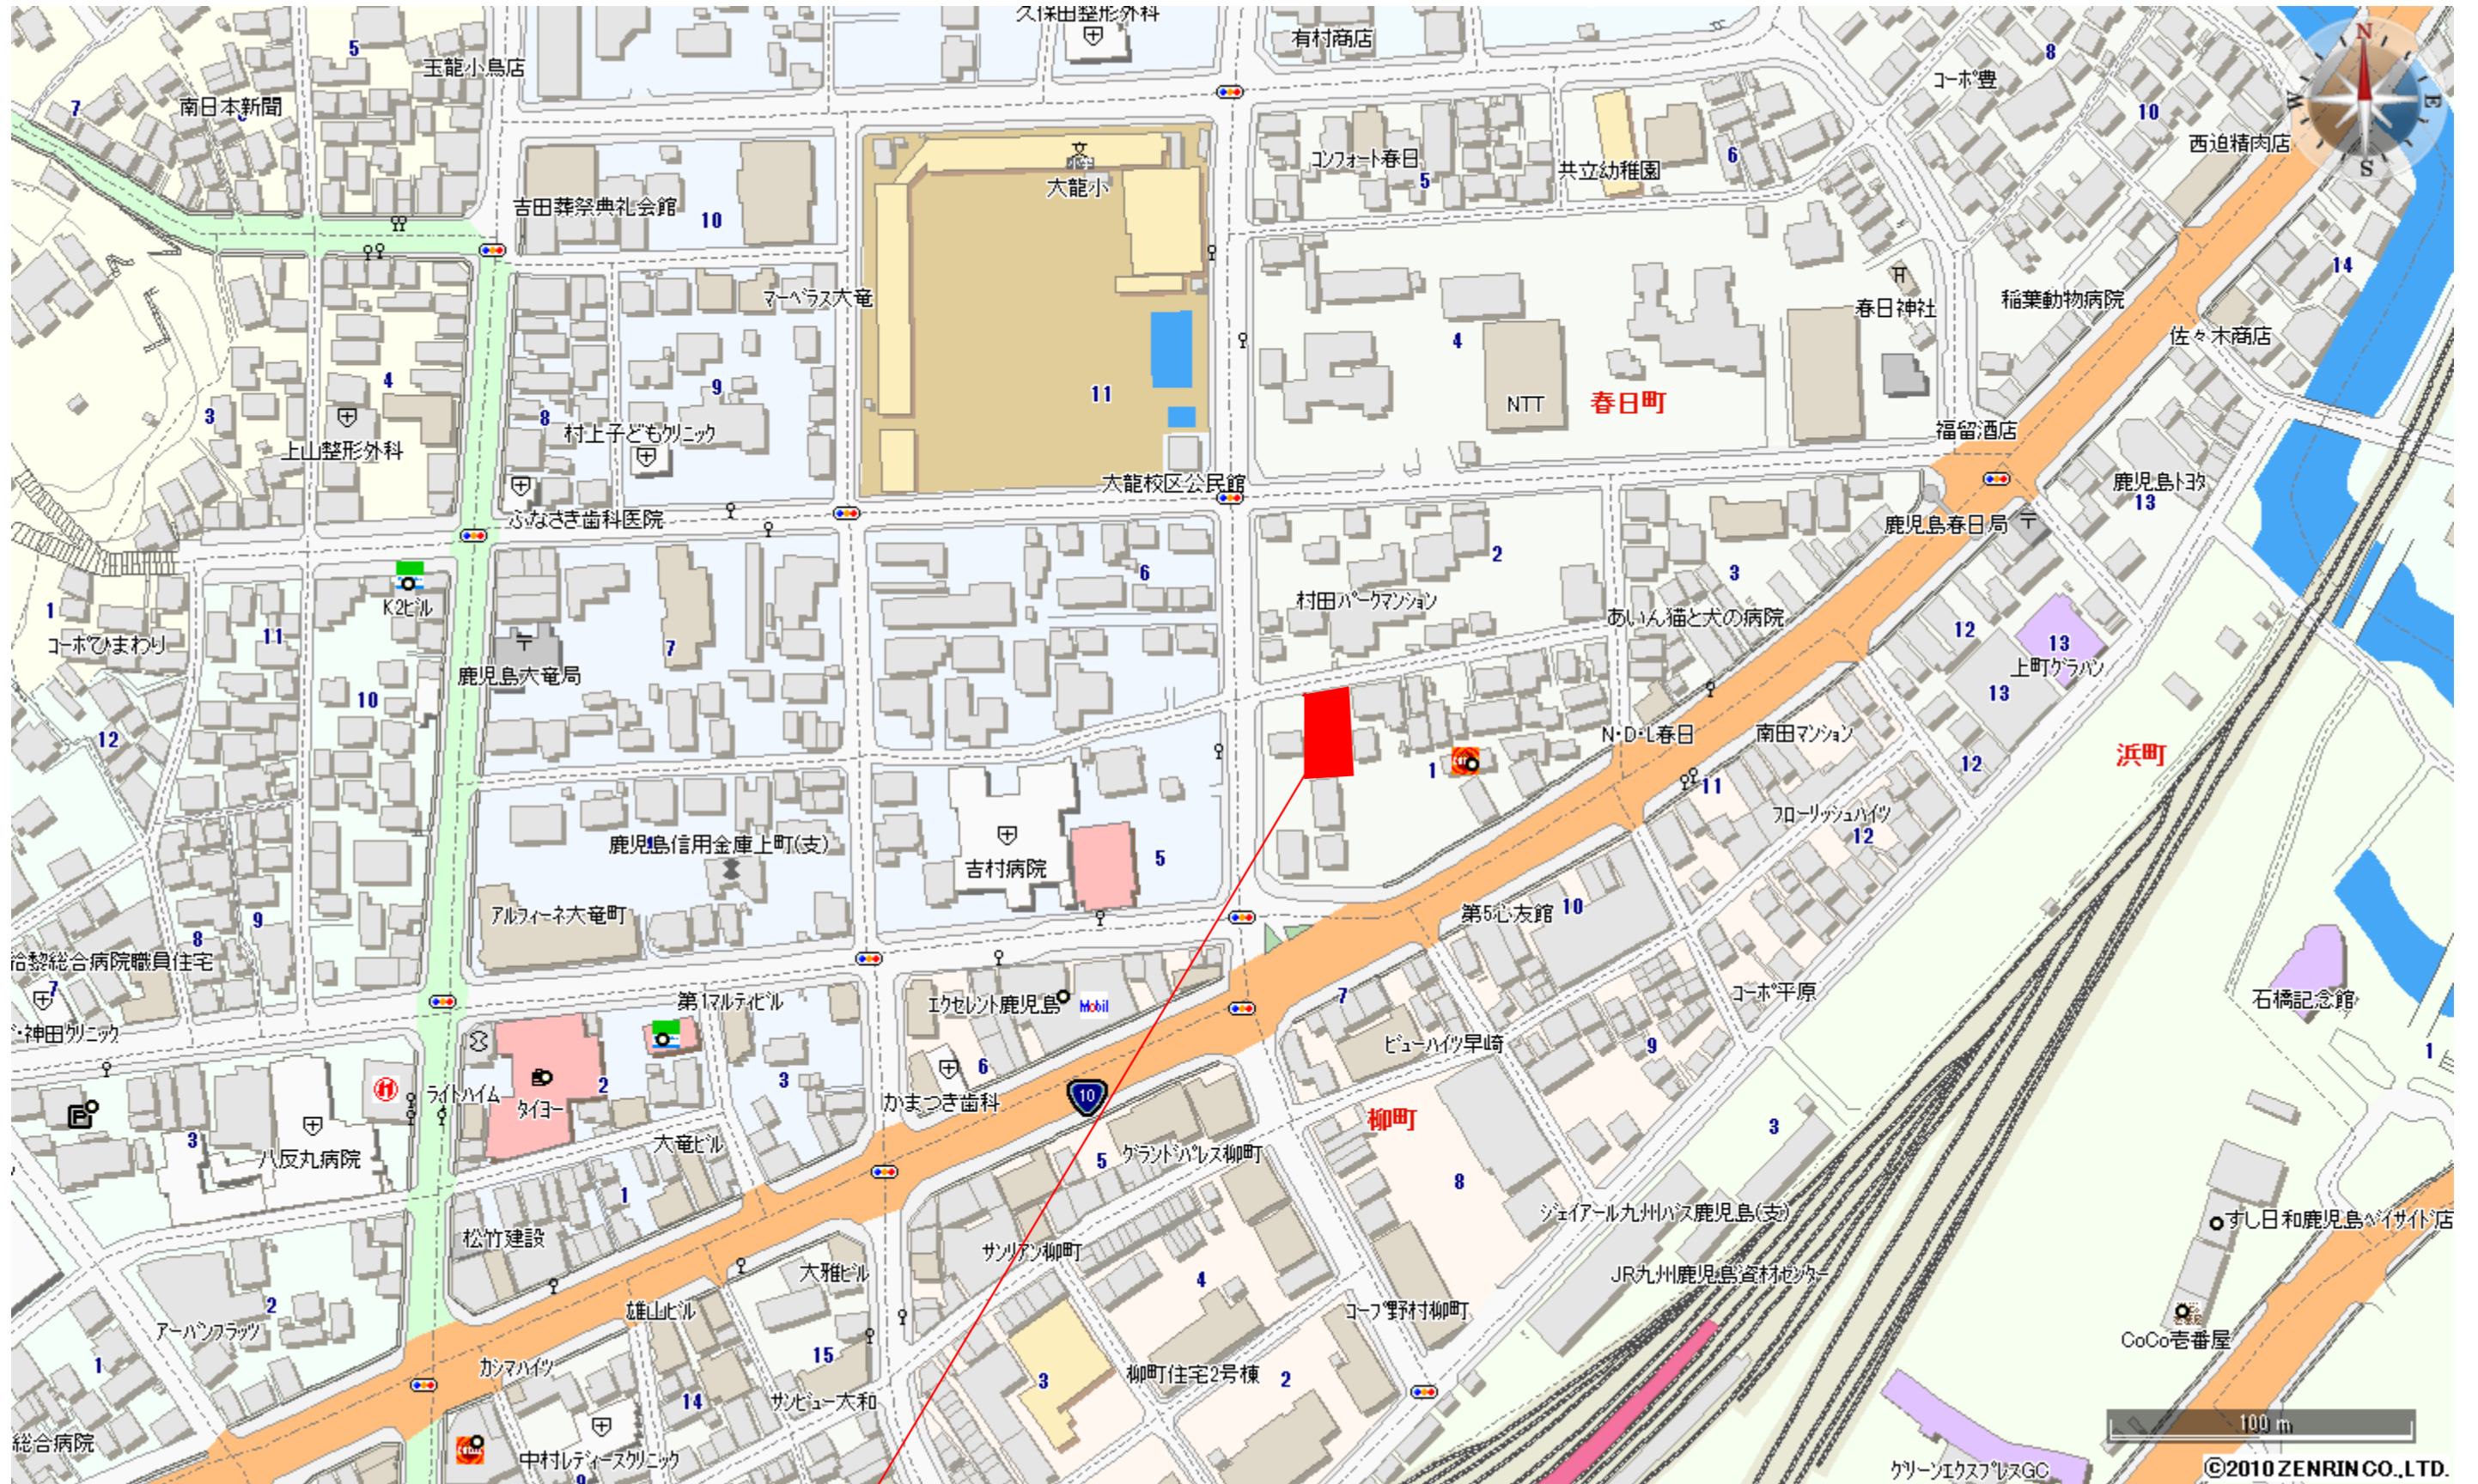 久保田整形外科
有村商店
5
玉龍小鳥店
8
コーポ豊
N
7
南日本新聞
10
W
E
西迫精肉店
S
コンフォート春日
5
共立幼稚園
6
文
大龍小
吉田葬祭典礼会館
10
マーベラス大竜
14
春日神社
稲葉動物病院
佐々木商店
4
3
4
9
8
11
NTT
春日町
村上子どもクリニック
上山整形外科
福留酒店
大龍校区公民館
鹿児島トヨタ
13
ふなさき歯科医院
鹿児島春日局
〒
2
6
3
K2ビル
村田パークマンション
あいん猫と犬の病院
1
11
コーポひまわり
〒
7
鹿児島大竜局
12
13
上町グラバン
13
10
12
N・D・L春日
南田マンション
浜町
12
1
11
フローリッシュハイツ
12
鹿児島信用金庫上町(支)
吉村病院
5
アルフィーネ大竜町
9
8
第5心友館
10
給黎総合病院職員住宅
7
第1マルティビル
エクセレント鹿児島
Mobil
7
コーポ平原
石橋記念館
・神田クリニック
ビューハイツ早崎
9
1
6
3
2
ライトハイム
タイヨー
かまつき歯科
10
柳町
3
P
3
八反丸病院
大竜ビル
5
グランドパレス柳町
8
1
松竹建設
ジェイアール九州バス鹿児島(支)
すし日和鹿児島ベイサイド店
サンリアン柳町
大雅ビル
4
JR九州鹿児島資材センター
2
雄山ビル
コープ野村柳町
アーバンフラッツ
CoCo壱番屋
1
カシマハイツ
15
3
柳町住宅2号棟
2
14
サンビュー大和
100 m
総合病院
中村レディースクリニック
9
グリーンエクスプレスGC
©2010 ZENRIN CO., LTD.